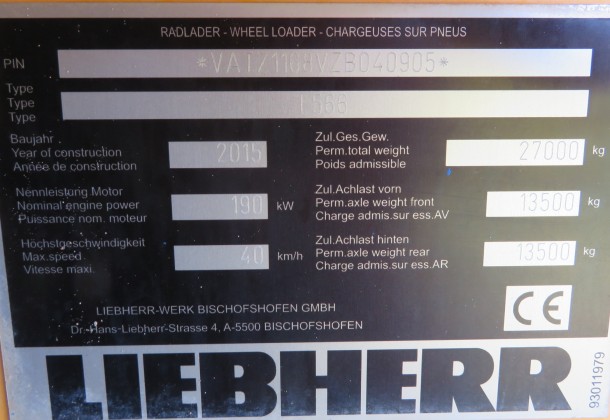 RADLADER - WHEEL LOADER - CHARGEUSES SUR PNEUS
PIN
Type
Type
Type
Baujahr
Year of construction
Année de construction
2015
Zul.Ges.Gew.
Perm.total weight
Poids admissible
27000 kg
Nennleistung Motor
Nominal engine power
Puissance nom. moteur
190 kW
Zul.Achlast vorn
Perm.axle weight front
Charge admis.sur ess.AV
13500 kg
Höchstgeschwindigkeit
Max.speed
Vitesse maxi.
40 km/h
Zul.Achlast hinten
Perm.axle weight rear
Charge admis.sur ess.AR
13500 kg
LIEBHERR-WERK BISCHOFSHOFEN GMBH
Dr.-Hans-Liebherr-Strasse 4, A-5500 BISCHOFSHOFEN
CE
LIEBHERR
93011979